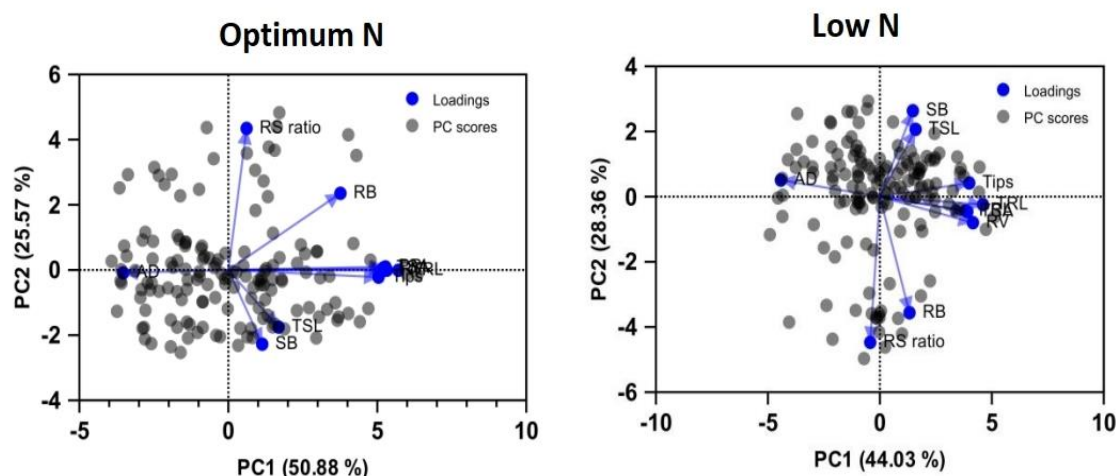 Optimum N
Low N
6
4
2
0
-2
-4
PC2 (25.57 %)
-5
0
5
10
PC1 (50.88 %)
Loadings
PC scores
RS ratio
RB
AD
TRL
Tips
TSL
SB
4
2
0
-2
-4
-6
PC2 (28.36 %)
-10
-5
0
5
10
PC1 (44.03 %)
Loadings
PC scores
SB
TSL
AD
Tips
TRL
RV
RB
RS ratio